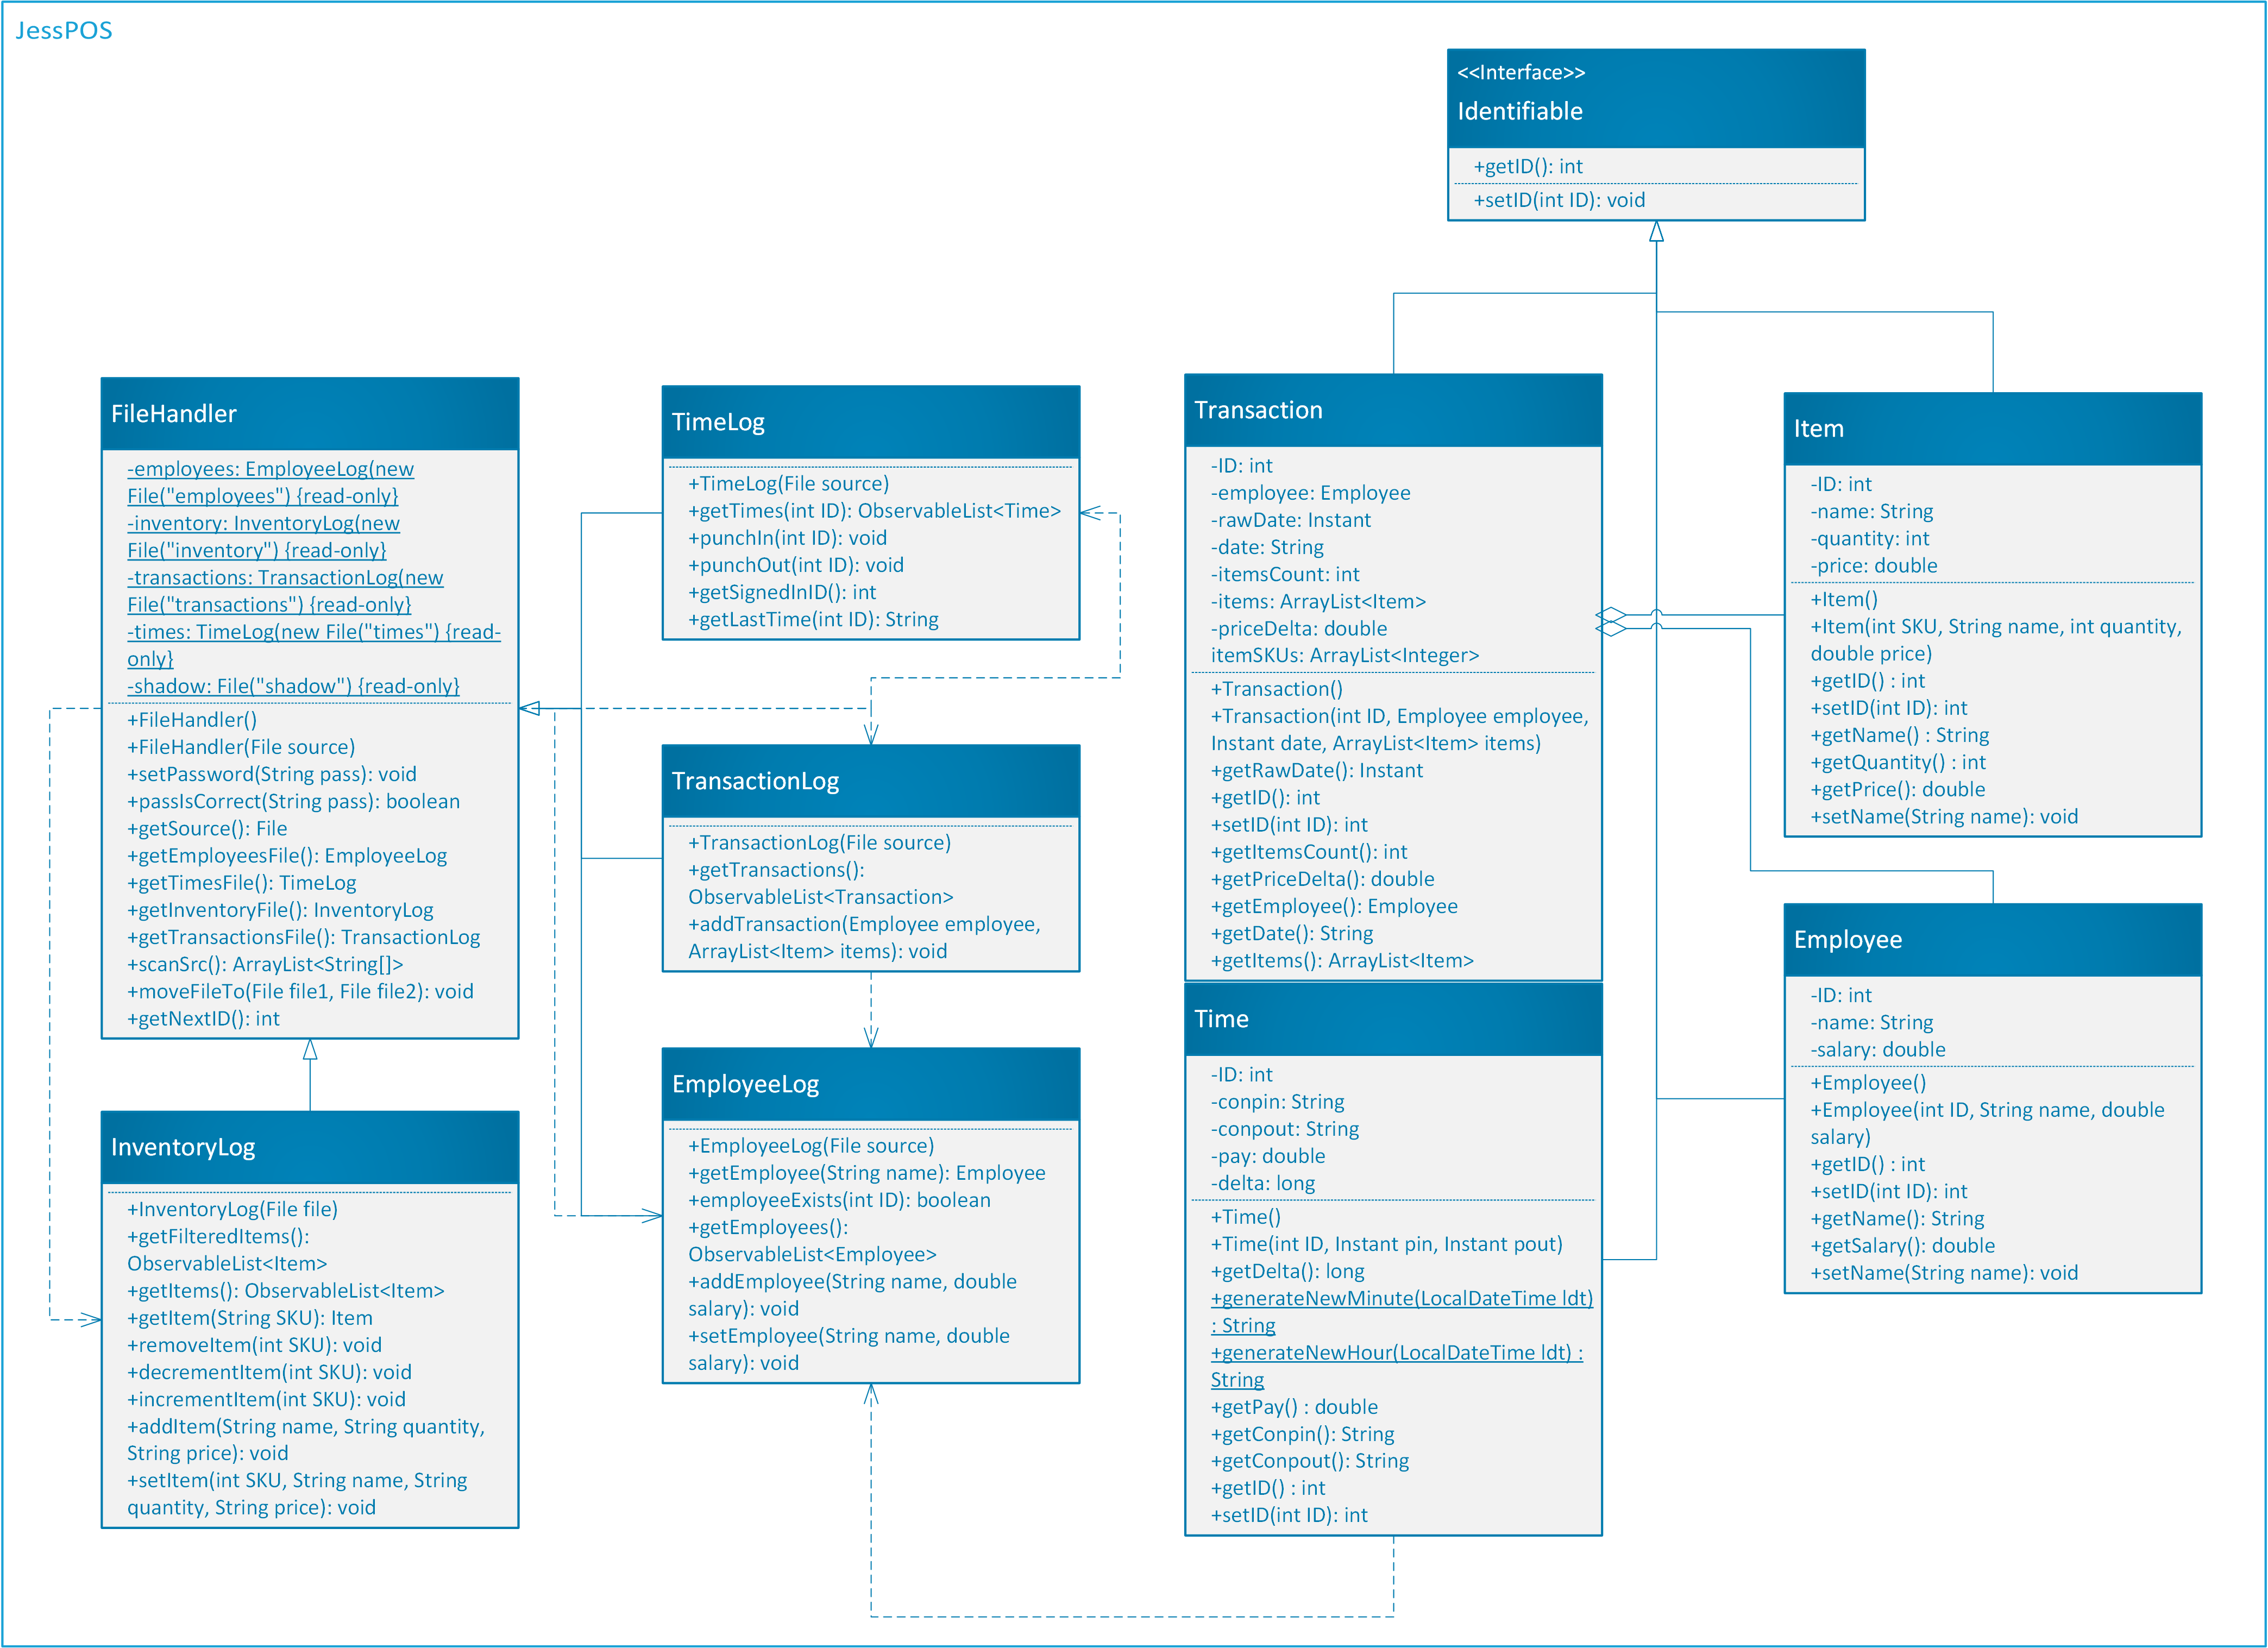 JessPOS
<<Interface>>
Identifiable
+getID(): int
+setID(int ID): void
FileHandler
-employees: EmployeeLog(new
File("employees") {read-only}
-inventory: InventoryLog(new
File("inventory") {read-only}
-transactions: TransactionLog(new
File("transactions") {read-only}
-times: TimeLog(new File("times") {read-
only}
-shadow: File("shadow") {read-only}
+FileHandler()
+FileHandler(File source)
+setPassword(String pass): void
+passIsCorrect(String pass): boolean
+getSource(): File
+getEmployeesFile(): EmployeeLog
+getTimesFile(): TimeLog
+getInventoryFile(): InventoryLog
+getTransactionsFile(): TransactionLog
+scanSrc(): ArrayList<String[]>
+moveFileTo(File file1, File file2): void
+getNextID(): int
InventoryLog
+InventoryLog(File file)
+getFilteredItems():
ObservableList<Item>
+getItems(): ObservableList<Item>
+getItem(String SKU): Item
+removeItem(int SKU): void
+decrementItem(int SKU): void
+incrementItem(int SKU): void
+addItem(String name, String quantity,
String price): void
+setItem(int SKU, String name, String
quantity, String price): void
TimeLog
+TimeLog(File source)
+getTimes(int ID): ObservableList<Time>
+punchIn(int ID): void
+punchOut(int ID): void
+getSignedInID(): int
+getLastTime(int ID): String
TransactionLog
+TransactionLog(File source)
+getTransactions():
ObservableList<Transaction>
+addTransaction(Employee employee,
ArrayList<Item> items): void
EmployeeLog
+EmployeeLog(File source)
+getEmployee(String name): Employee
+employeeExists(int ID): boolean
+getEmployees():
ObservableList<Employee>
+addEmployee(String name, double
salary): void
+setEmployee(String name, double
salary): void
Transaction
-ID: int
-employee: Employee
-rawDate: Instant
-date: String
-itemsCount: int
-items: ArrayList<Item>
-priceDelta: double
itemSKUs: ArrayList<Integer>
+Transaction()
+Transaction(int ID, Employee employee,
Instant date, ArrayList<Item> items)
+getRawDate(): Instant
+getID(): int
+setID(int ID): int
+getItemsCount(): int
+getPriceDelta(): double
+getEmployee(): Employee
+getDate(): String
+getItems(): ArrayList<Item>
Time
-ID: int
-conpin: String
-conpout: String
-pay: double
-delta: long
+Time()
+Time(int ID, Instant pin, Instant pout)
+getDelta(): long
+generateNewMinute(LocalDateTime ldt)
: String
+generateNewHour(LocalDateTime ldt) :
String
+getPay() : double
+getConpin(): String
+getConpout(): String
+getID() : int
+setID(int ID): int
Item
-ID: int
-name: String
-quantity: int
-price: double
+Item()
+Item(int SKU, String name, int quantity,
double price)
+getID() : int
+setID(int ID): int
+getName() : String
+getQuantity() : int
+getPrice(): double
+setName(String name): void
Employee
-ID: int
-name: String
-salary: double
+Employee()
+Employee(int ID, String name, double
salary)
+getID() : int
+setID(int ID): int
+getName(): String
+getSalary(): double
+setName(String name): void